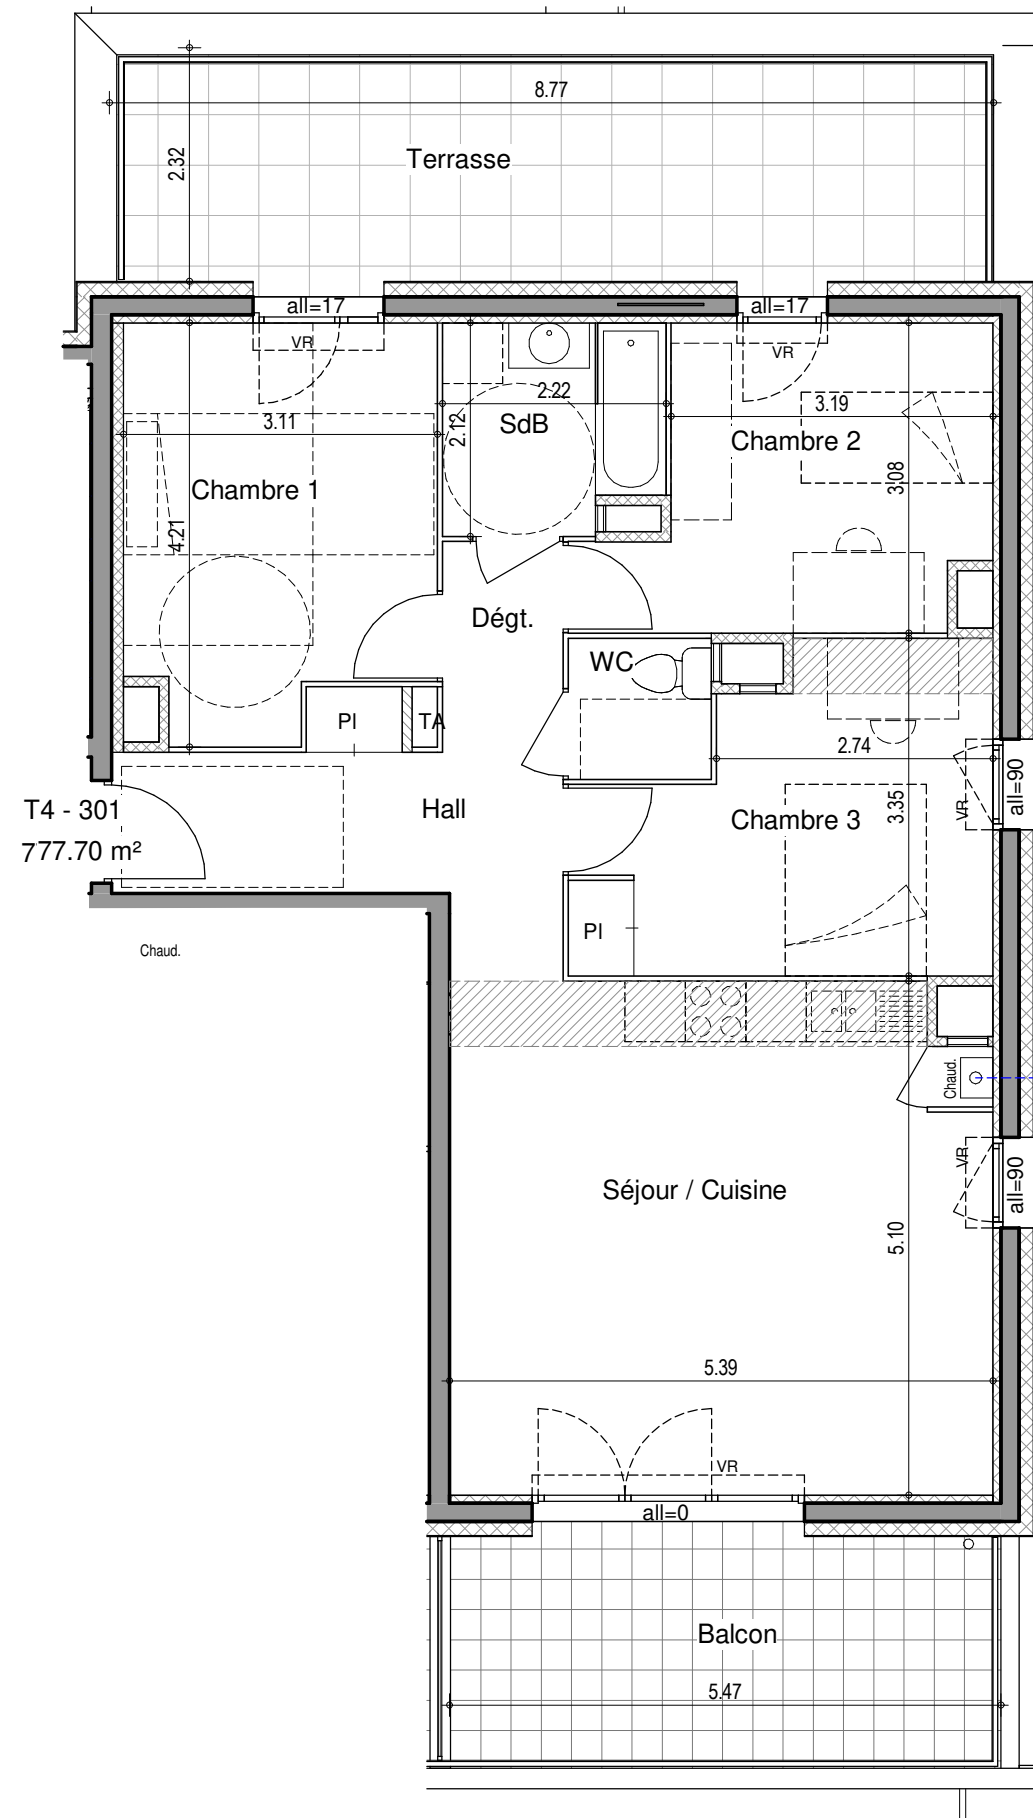 8.77
2.32
Terrasse
all=17
all=17
VR
VR
2.22
3.11
SdB
2.12
3.19
Chambre 2
3.08
Chambre 1
4.21
Dégt.
WC
Pl
TA
2.74
all=90
VR
T4 - 301
Hall
Chambre 3
3.35
777.70 m²
Pl
Chaud.
Chaud.
VR
all=90
Séjour / Cuisine
5.10
5.39
VR
all=0
Balcon
5.47